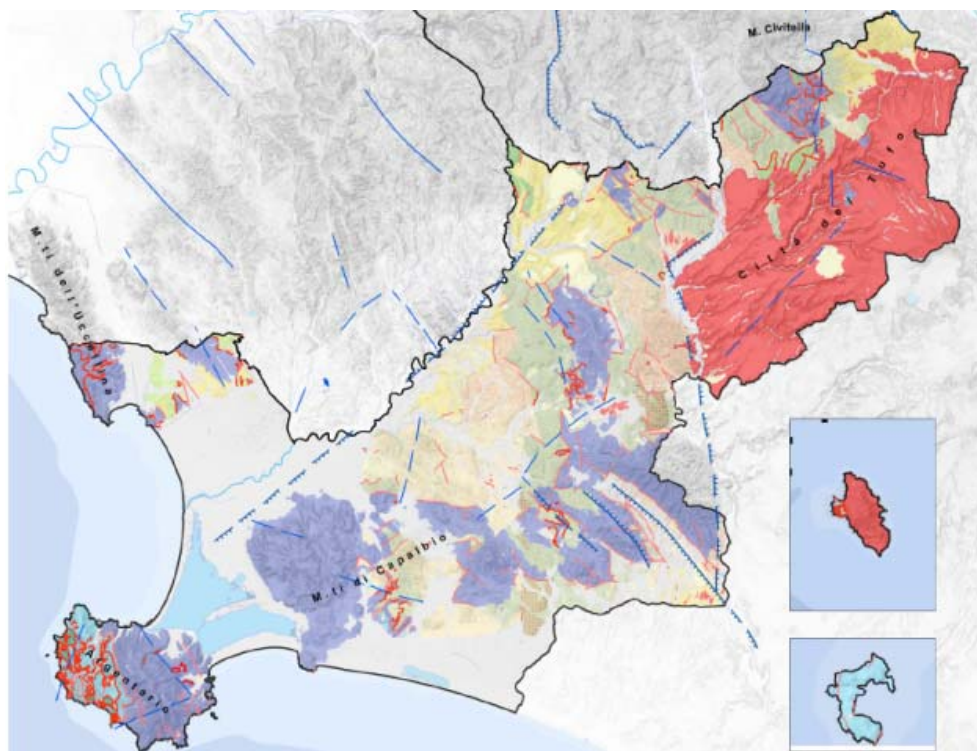 M. Civitella
Città del Tufo
M.ti dell'Uccellina
M.ti di Capalbio
Argentario